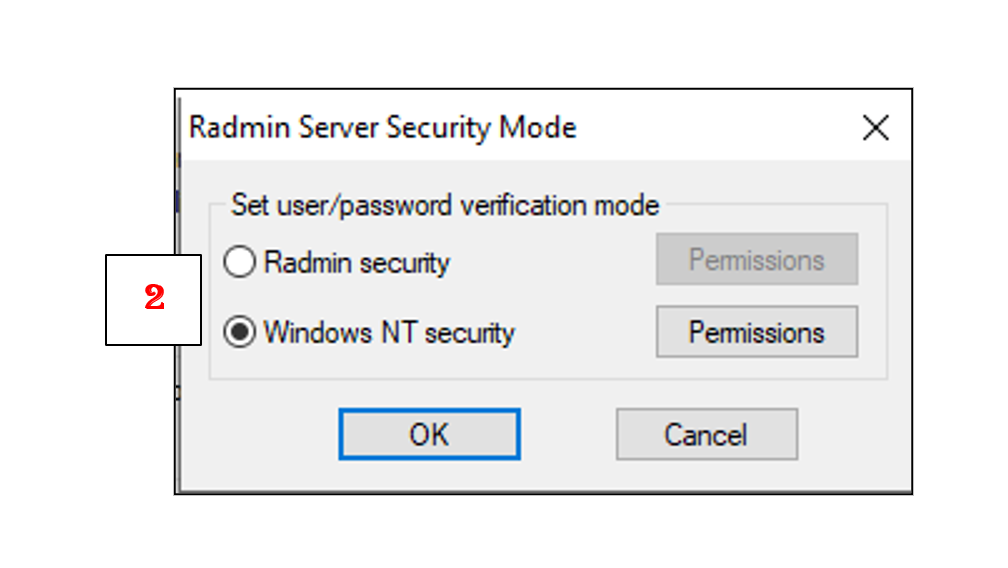 Radmin Server Security Mode
Set user/password verification mode
Radmin security
Permissions
2
Windows NT security
Permissions
OK
Cancel